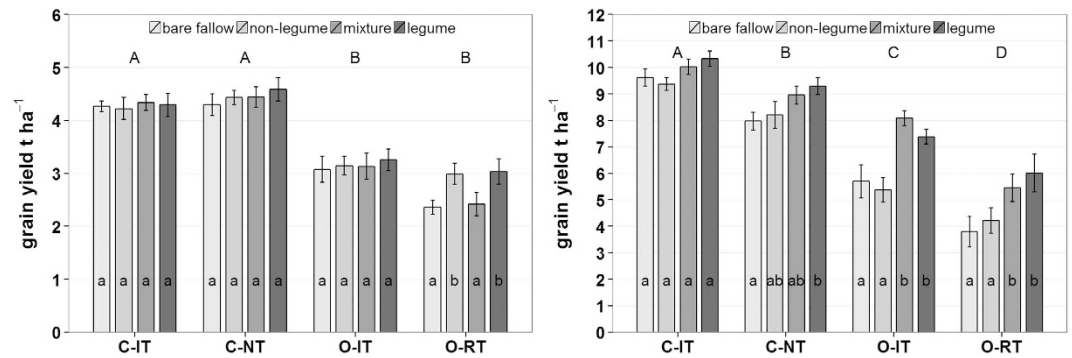 bare fallow non-legume mixture legume
A A B B
grain yield t ha⁻¹
6
5
4
3
2
1
0
a a a a a a a a a a a a a b a b
C-IT C-NT O-IT O-RT
bare fallow non-legume mixture legume
A B C D
grain yield t ha⁻¹
12
11
10
9
8
7
6
5
4
3
2
1
0
a a a a a ab ab b a a b b a a b b
C-IT C-NT O-IT O-RT